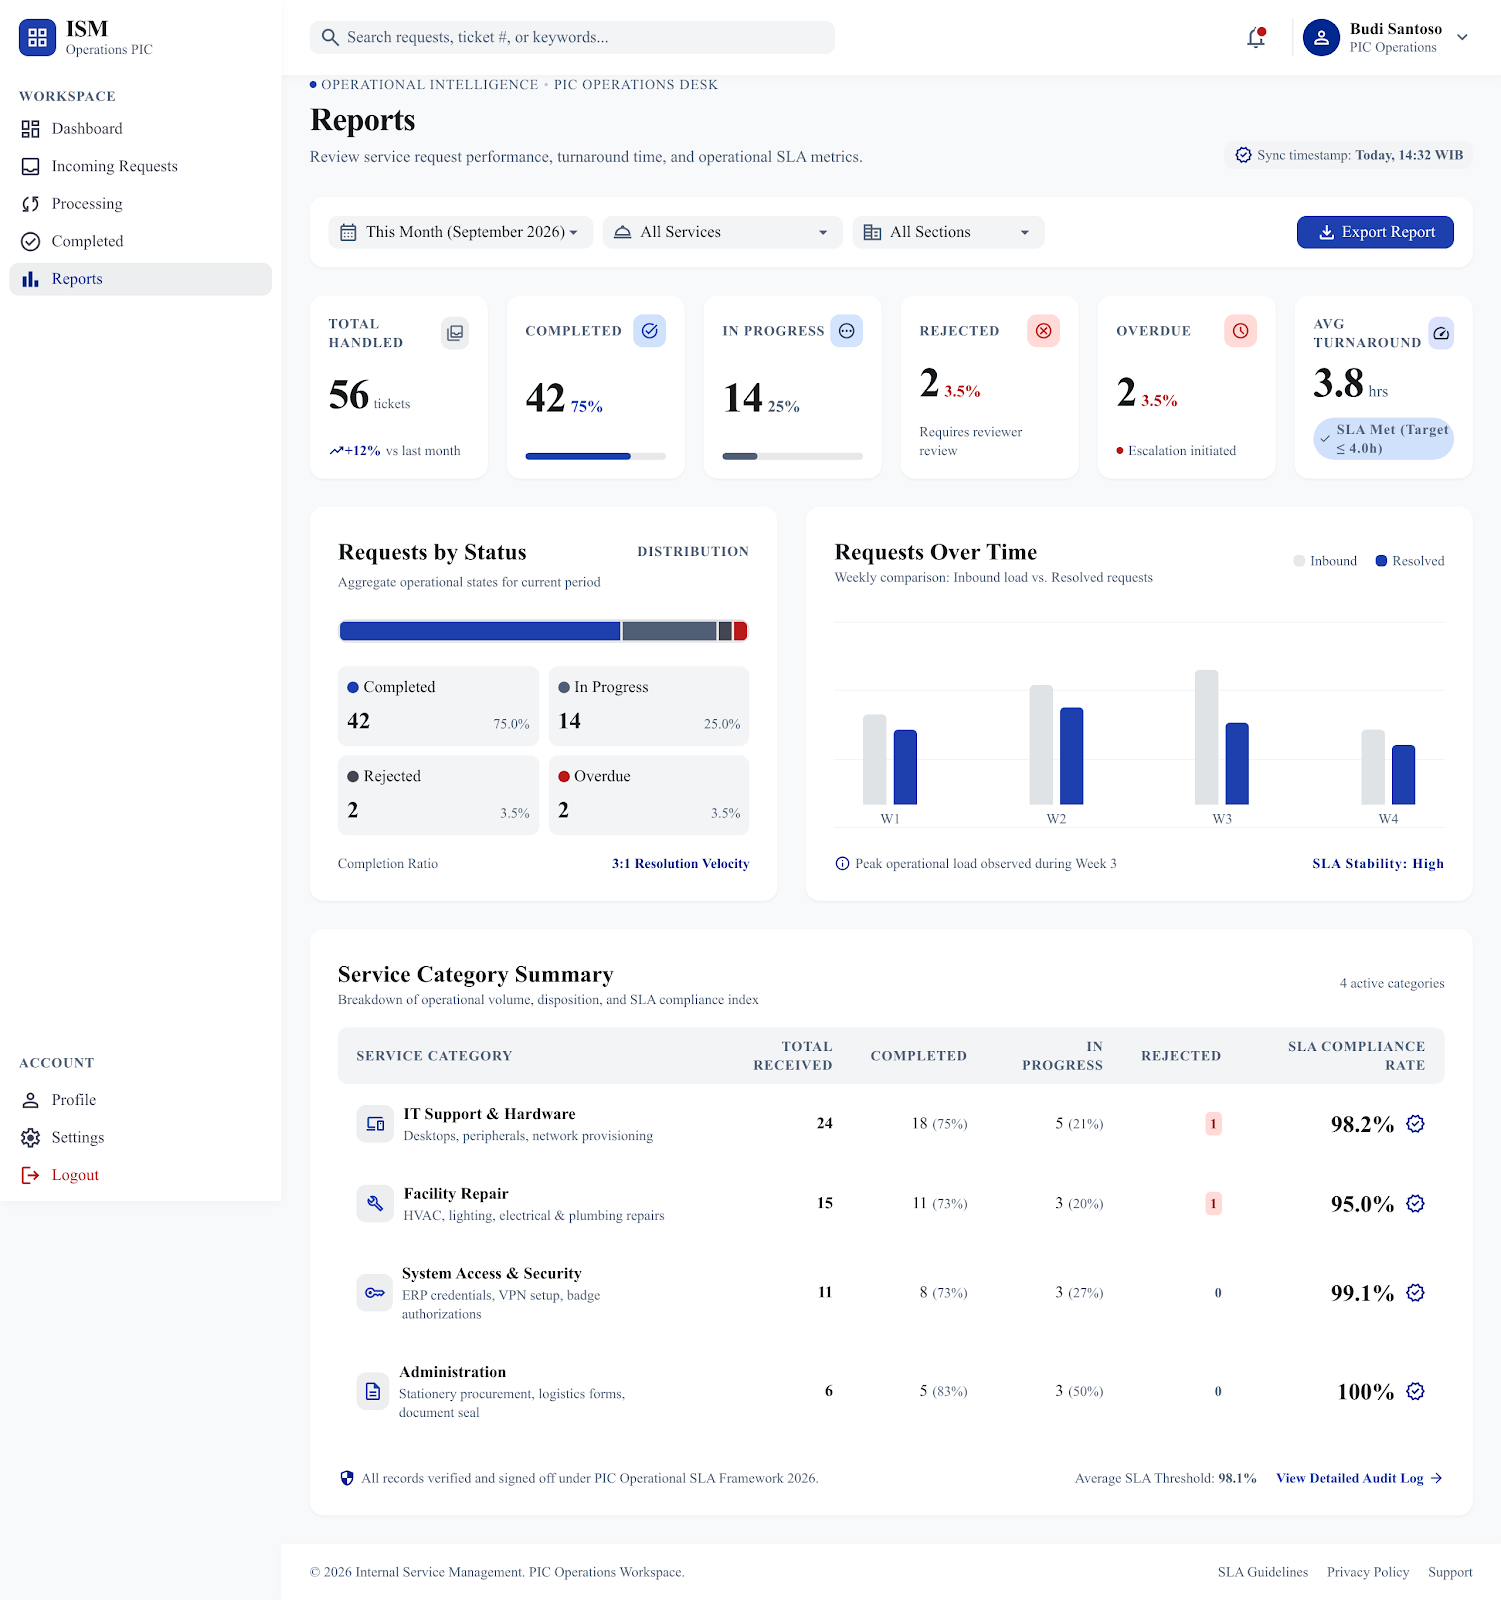 ISM
Operations PIC
WORKSPACE
Dashboard
Incoming Requests
Processing
Completed
Reports
ACCOUNT
Profile
Settings
Logout
Search requests, ticket #, or keywords...
Budi Santoso
PIC Operations
OPERATIONAL INTELLIGENCE • PIC OPERATIONS DESK
Reports
Review service request performance, turnaround time, and operational SLA metrics.
Sync timestamp: Today, 14:32 WIB
This Month (September 2026)
All Services
All Sections
Export Report
TOTAL
HANDLED
56 tickets
+12% vs last month
COMPLETED
42 75%
IN PROGRESS
14 25%
REJECTED
2 3.5%
Requires reviewer
review
OVERDUE
2 3.5%
Escalation initiated
AVG
TURNAROUND
3.8 hrs
SLA Met (Target
≤ 4.0h)
Requests by Status
DISTRIBUTION
Aggregate operational states for current period
Completed
42 75.0%
In Progress
14 25.0%
Rejected
2 3.5%
Overdue
2 3.5%
Completion Ratio
3:1 Resolution Velocity
Requests Over Time
Weekly comparison: Inbound load vs. Resolved requests
Inbound
Resolved
W1 W2 W3 W4
Peak operational load observed during Week 3
SLA Stability: High
Service Category Summary
Breakdown of operational volume, disposition, and SLA compliance index
4 active categories
SERVICE CATEGORY
TOTAL
RECEIVED
COMPLETED
IN
PROGRESS
REJECTED
SLA COMPLIANCE
RATE
IT Support & Hardware
Desktops, peripherals, network provisioning
24 18 (75%) 5 (21%) 1 98.2%
Facility Repair
HVAC, lighting, electrical & plumbing repairs
15 11 (73%) 3 (20%) 1 95.0%
System Access & Security
ERP credentials, VPN setup, badge
authorizations
11 8 (73%) 3 (27%) 0 99.1%
Administration
Stationery procurement, logistics forms,
document seal
6 5 (83%) 3 (50%) 0 100%
All records verified and signed off under PIC Operational SLA Framework 2026.
Average SLA Threshold: 98.1%
View Detailed Audit Log
© 2026 Internal Service Management. PIC Operations Workspace.
SLA Guidelines
Privacy Policy
Support